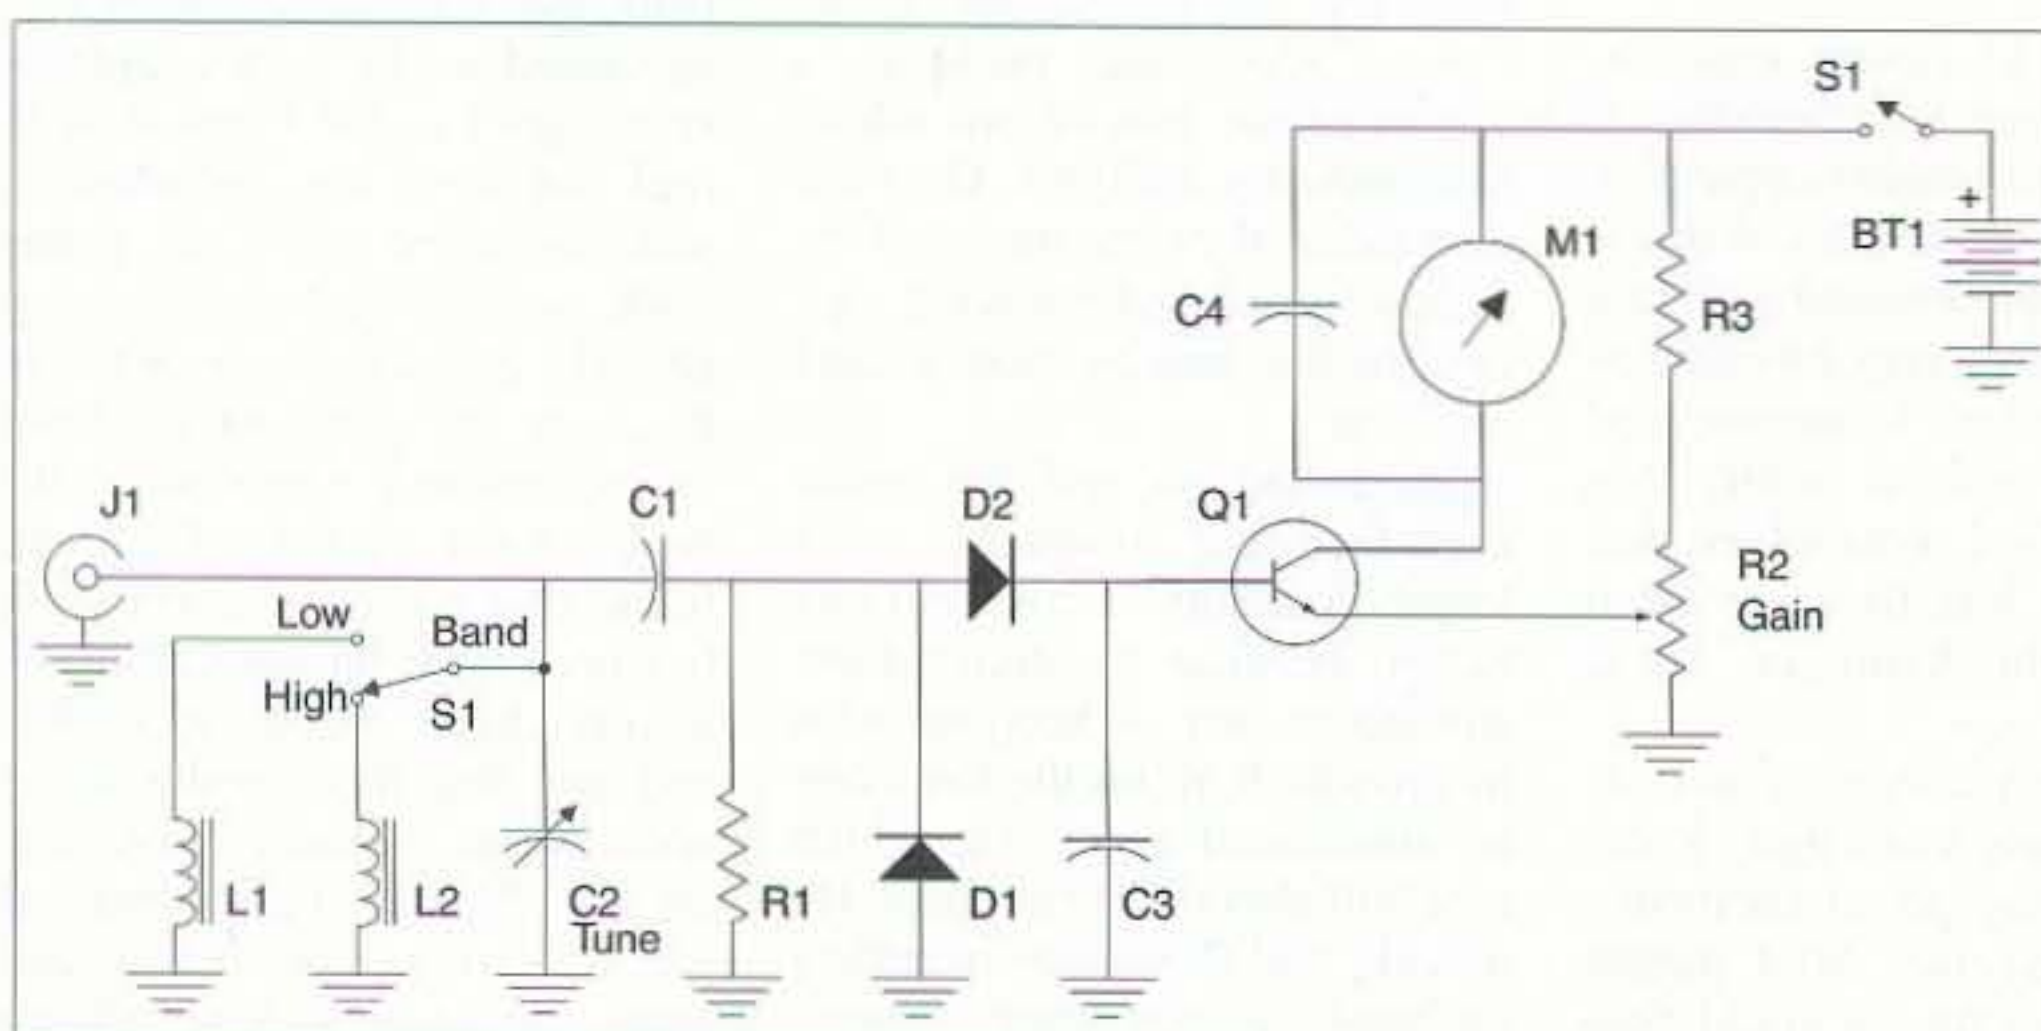 S1
+
BT1
M1
C4
R3
J1
C1
D2
Q1
R2
Gain
Low
Band
High
S1
L1
L2
C2
Tune
R1
D1
C3